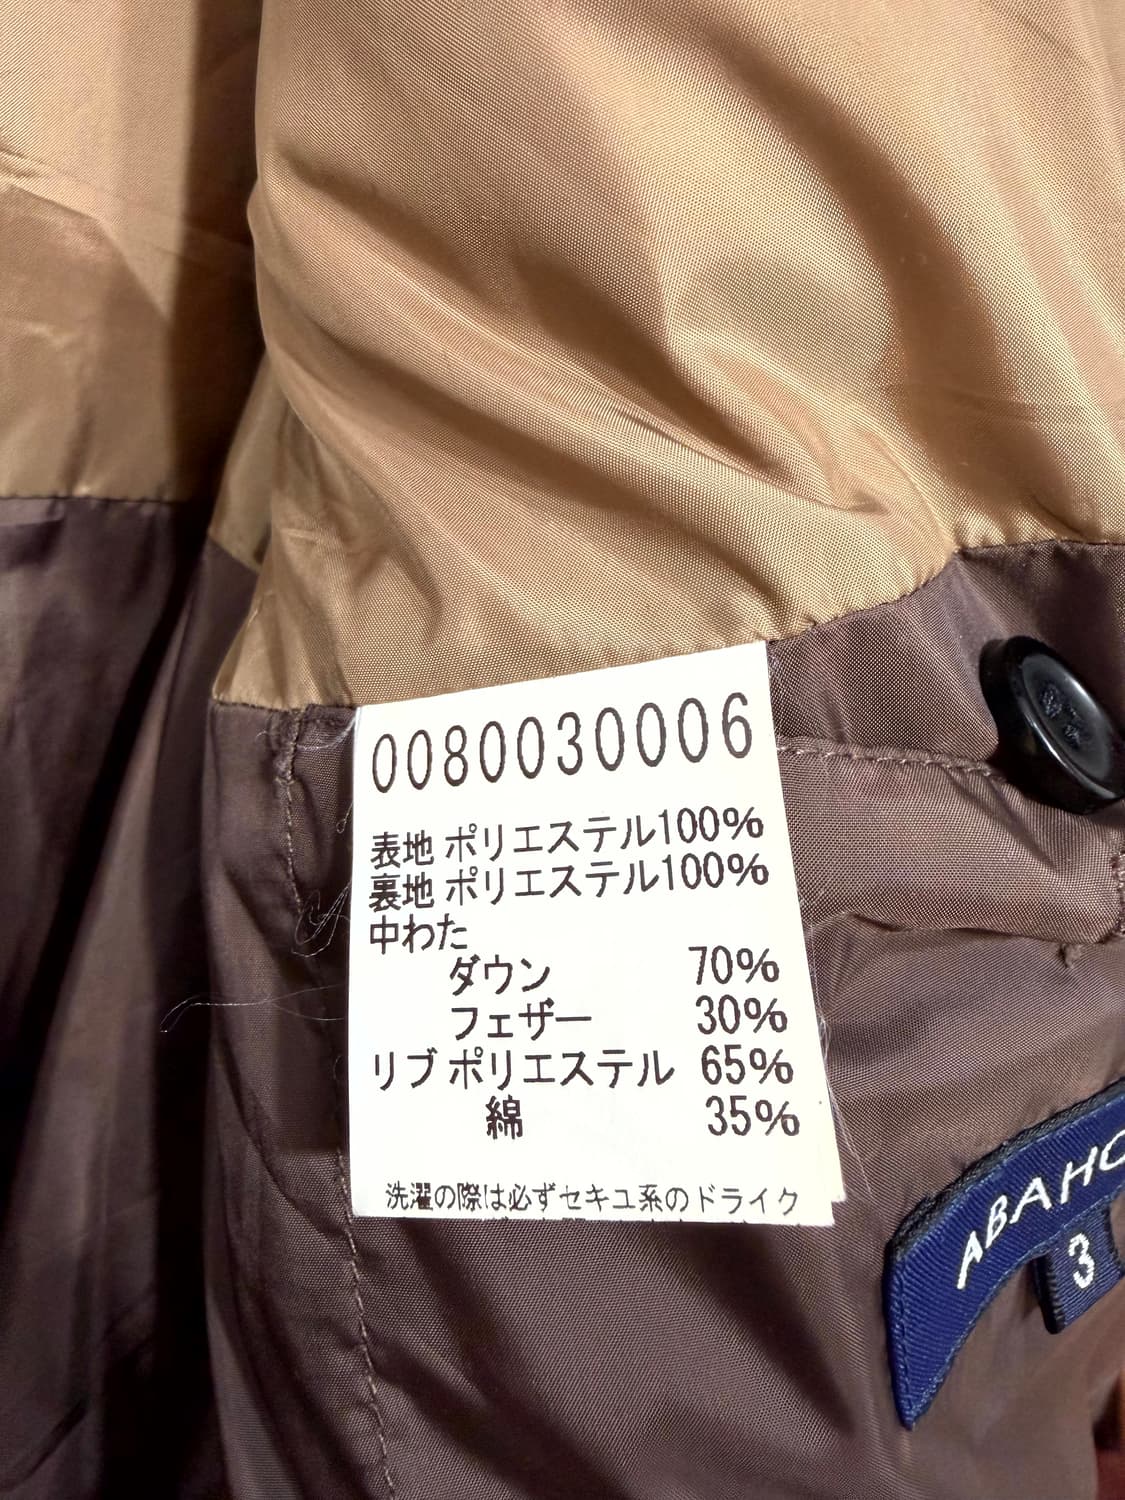 0080030006
表地 ポリエステル100%
裏地 ポリエステル100%
中わた
ダウン 70%
フェザー 30%
リブ ポリエステル 65%
綿 35%
洗濯の際は必ずセキユ系のドライク
ABAHO
3